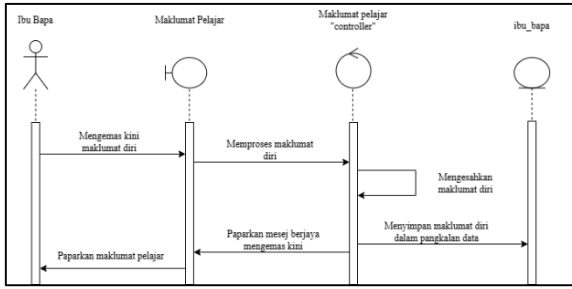 Ibu Bapa
Maklumat Pelajar
Maklumat pelajar
"controller"
ibu_bapa
Mengemas kini
maklumat diri
Memproses maklumat
diri
Mengesahkan
maklumat diri
Menyimpan maklumat diri
dalam pangkalan data
Paparkan mesej berjaya
mengemas kini
Paparkan maklumat pelajar